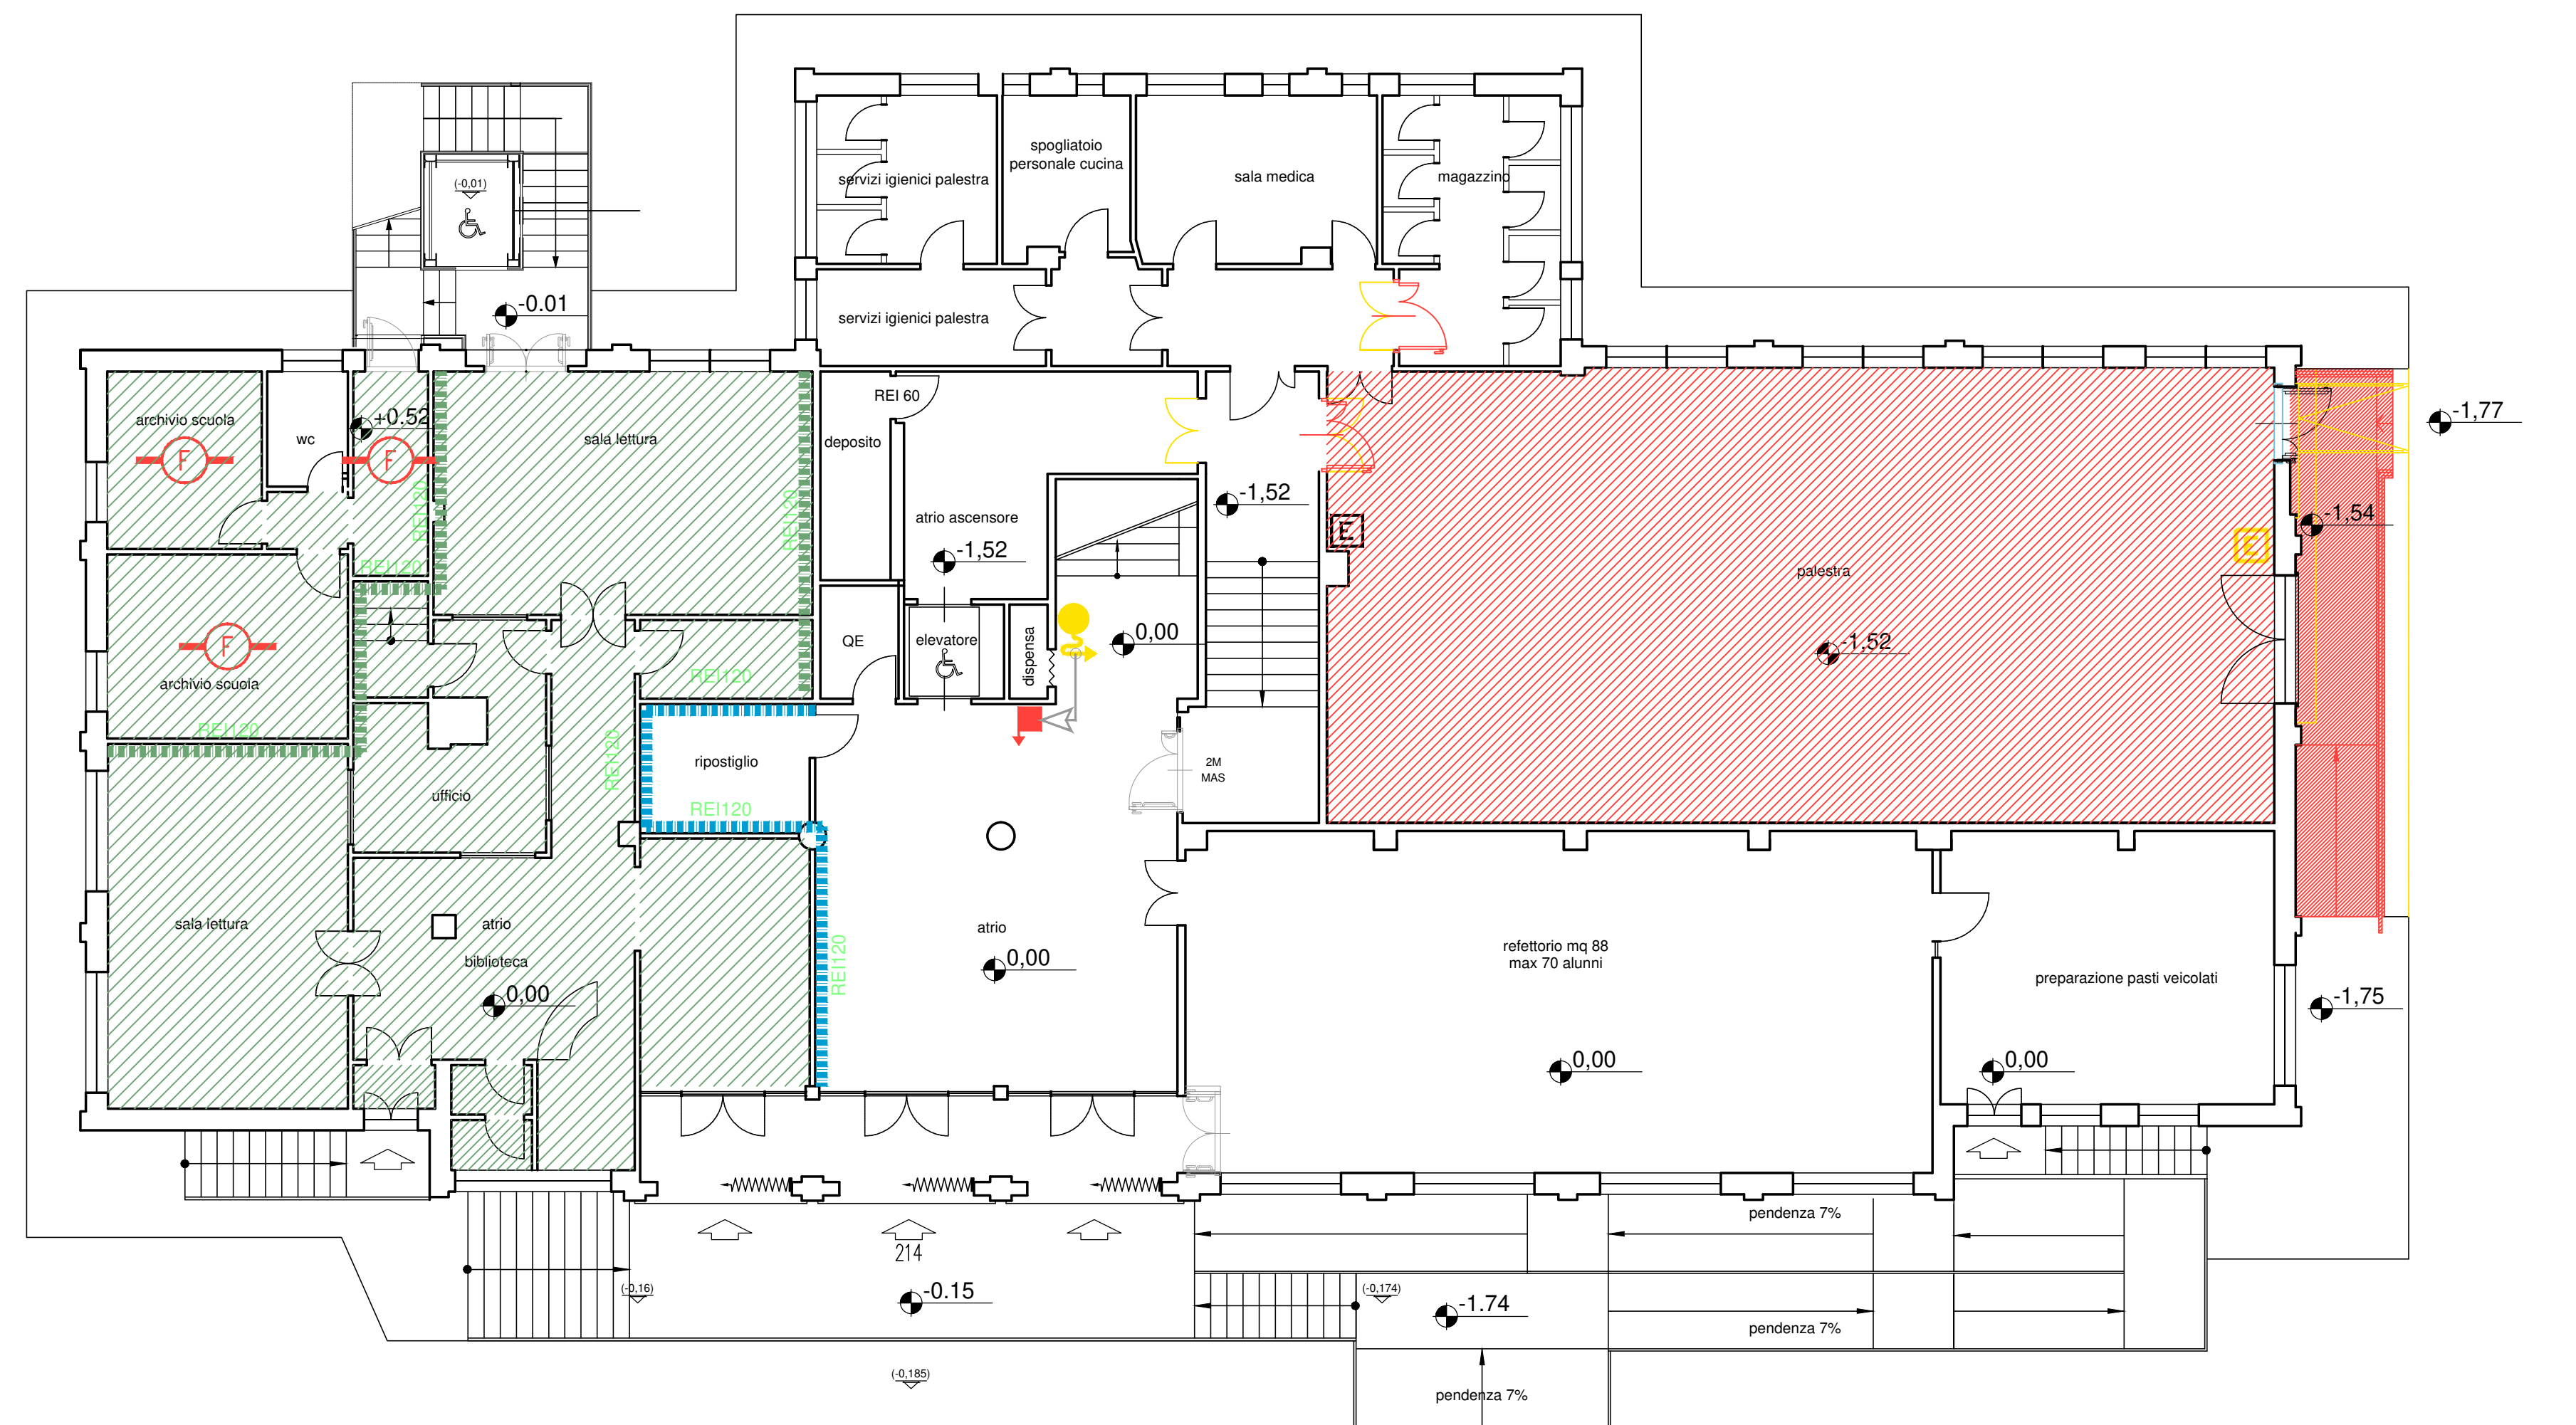 spogliatoio
personale cucina
servizi igienici palestra
sala medica
magazzino
(-0,01)
-0.01
servizi igienici palestra
archivio scuola
F
wc
+0.52
F
sala lettura
REI120
REI120
REI120
REI 60
deposito
atrio ascensore
-1,52
-1,52
E
palestra
-1,52
E
-1,77
-1,54
archivio scuola
F
REI120
REI120
QE
elevatore
dispensa
0,00
ufficio
REI120
ripostiglio
REI120
2M
MAS
sala lettura
atrio
biblioteca
0,00
REI120
atrio
0,00
refettorio mq 88
max 70 alunni
0,00
preparazione pasti veicolati
0,00
-1,75
214
(-0,16)
-0.15
(-0,174)
-1.74
pendenza 7%
pendenza 7%
(-0,185)
pendenza 7%